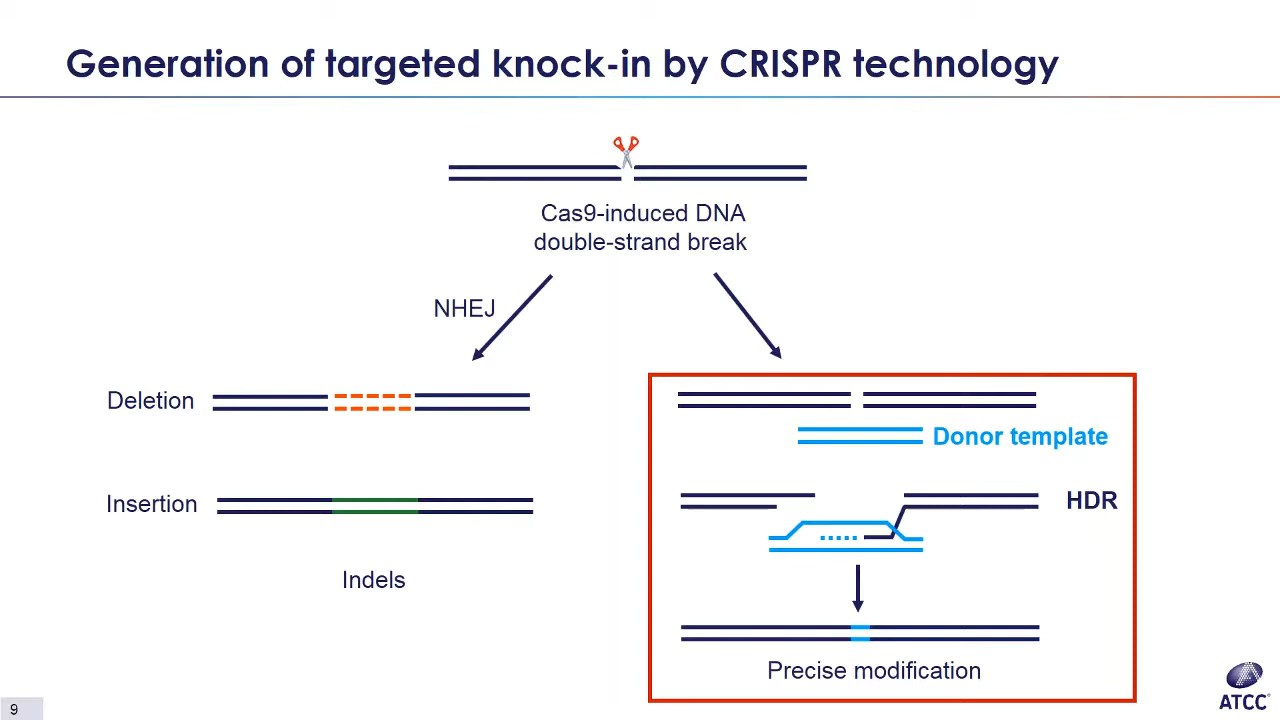 Generation of targeted knock-in by CRISPR technology
Cas9-induced DNA
double-strand break
NHEJ
Deletion
Donor template
Insertion
HDR
Indels
Precise modification
9
ATCC